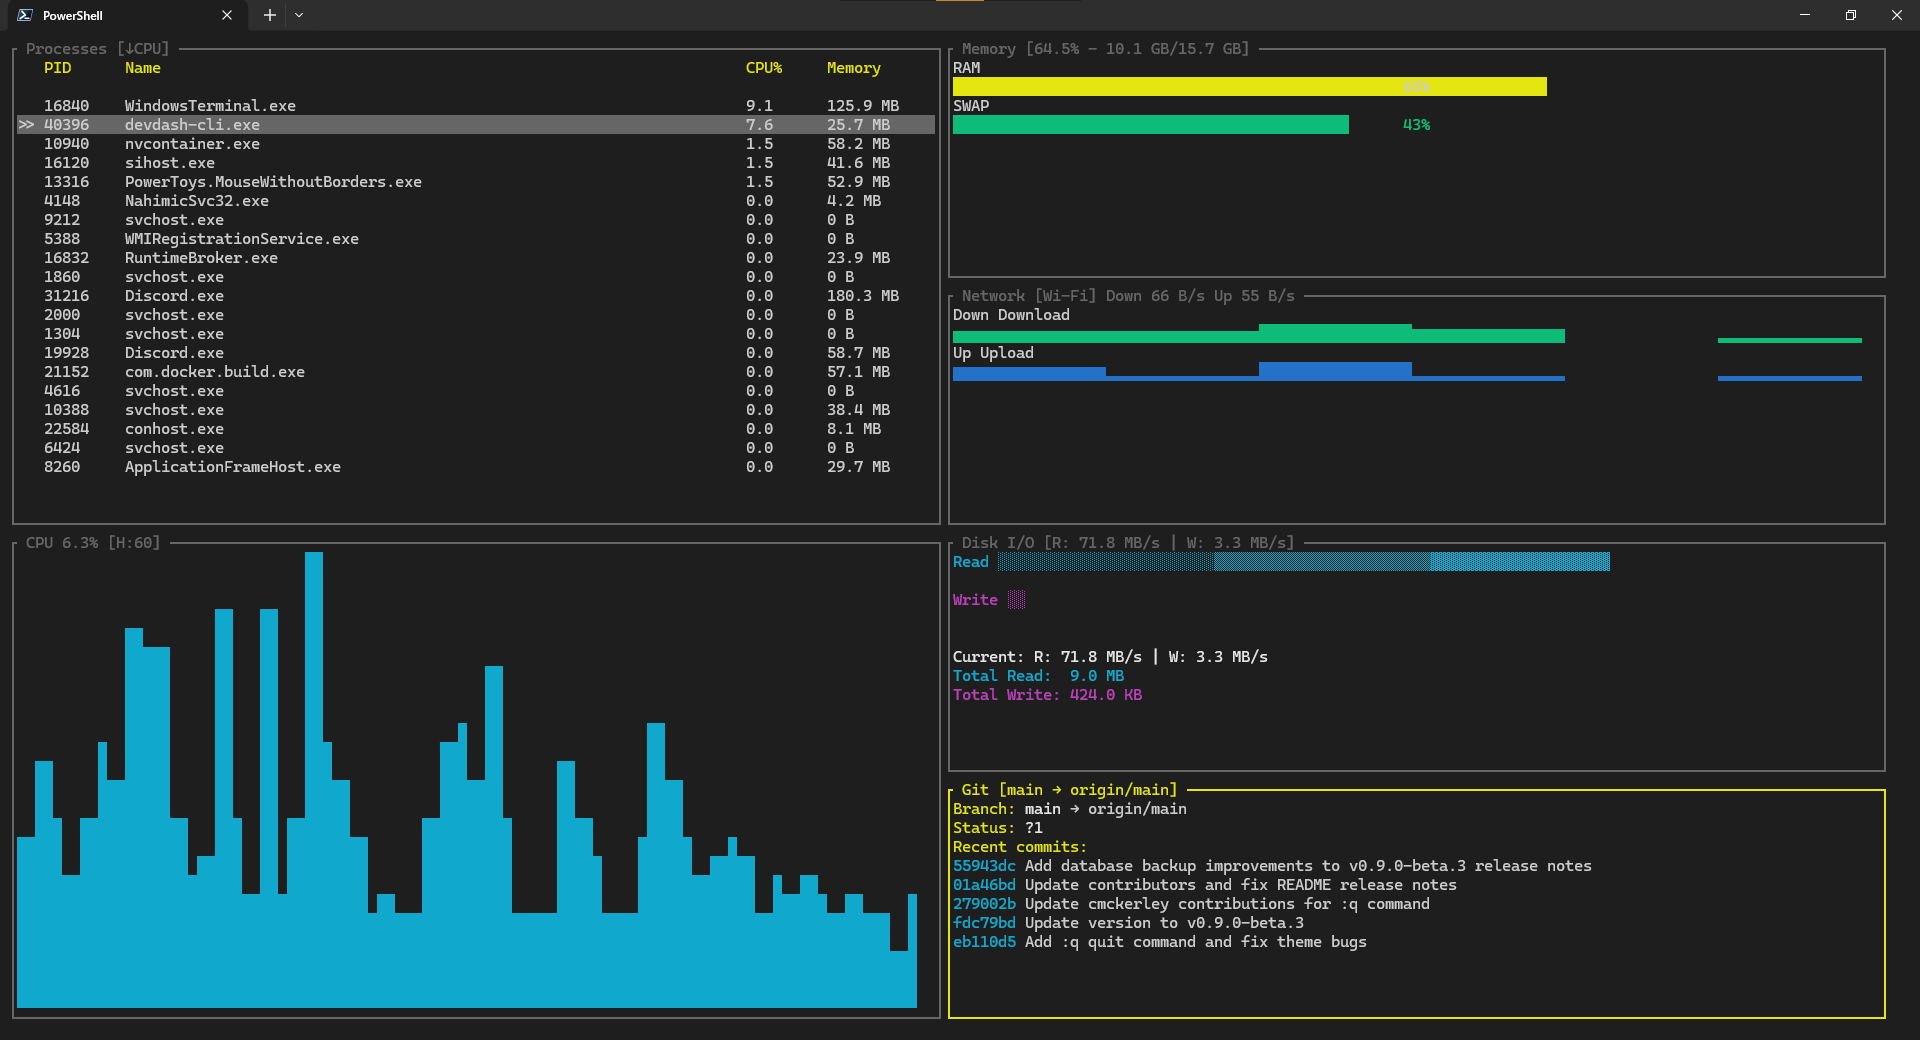 PowerShell
Processes [↓CPU]
PID Name CPU% Memory
16840 WindowsTerminal.exe 9.1 125.9 MB
>> 40396 devdash-cli.exe 7.6 25.7 MB
10940 nvcontainer.exe 1.5 58.2 MB
16120 sihost.exe 1.5 41.6 MB
13316 PowerToys.MouseWithoutBorders.exe 1.5 52.9 MB
4148 NahimicSvc32.exe 0.0 4.2 MB
9212 svchost.exe 0.0 0 B
5388 WMIRegistrationService.exe 0.0 0 B
16832 RuntimeBroker.exe 0.0 23.9 MB
1860 svchost.exe 0.0 0 B
31216 Discord.exe 0.0 180.3 MB
2000 svchost.exe 0.0 0 B
1304 svchost.exe 0.0 0 B
19928 Discord.exe 0.0 58.7 MB
21152 com.docker.build.exe 0.0 57.1 MB
4616 svchost.exe 0.0 0 B
10388 svchost.exe 0.0 38.4 MB
22584 conhost.exe 0.0 8.1 MB
6424 svchost.exe 0.0 0 B
8260 ApplicationFrameHost.exe 0.0 29.7 MB
CPU 6.3% [H:60]
Memory [64.5% - 10.1 GB/15.7 GB]
RAM
SWAP
43%
Network [Wi-Fi] Down 66 B/s Up 55 B/s
Down Download
Up Upload
Disk I/O [R: 71.8 MB/s | W: 3.3 MB/s]
Read
Write
Current: R: 71.8 MB/s | W: 3.3 MB/s
Total Read: 9.0 MB
Total Write: 424.0 KB
Git [main → origin/main]
Branch: main → origin/main
Status: ?1
Recent commits:
55943dc Add database backup improvements to v0.9.0-beta.3 release notes
01a46bd Update contributors and fix README release notes
279002b Update cmckerley contributions for :q command
fdc79bd Update version to v0.9.0-beta.3
eb110d5 Add :q quit command and fix theme bugs